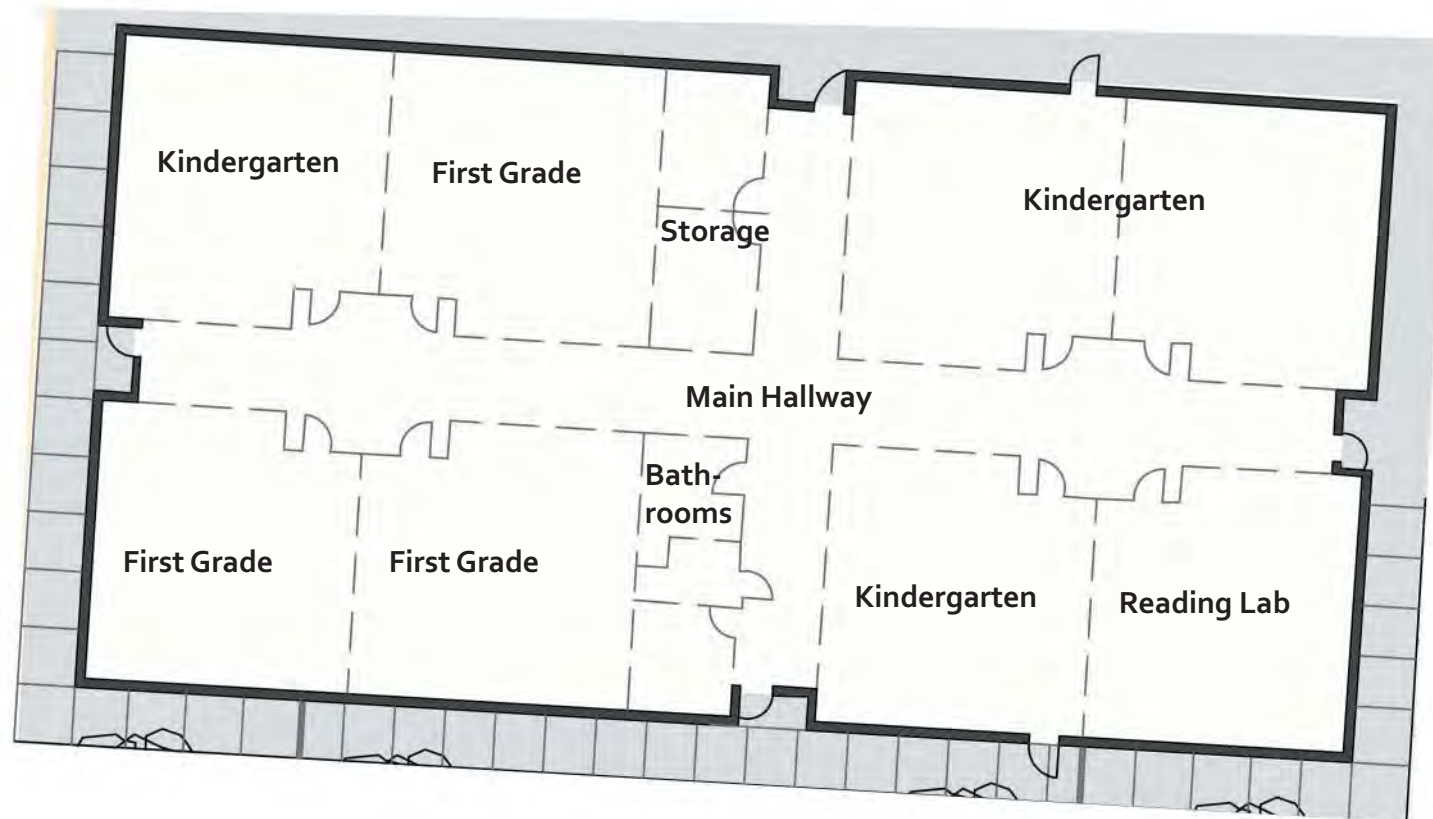 Kindergarten
First Grade
Kindergarten
Storage
Main Hallway
Bath-
rooms
First Grade
First Grade
Kindergarten
Reading Lab